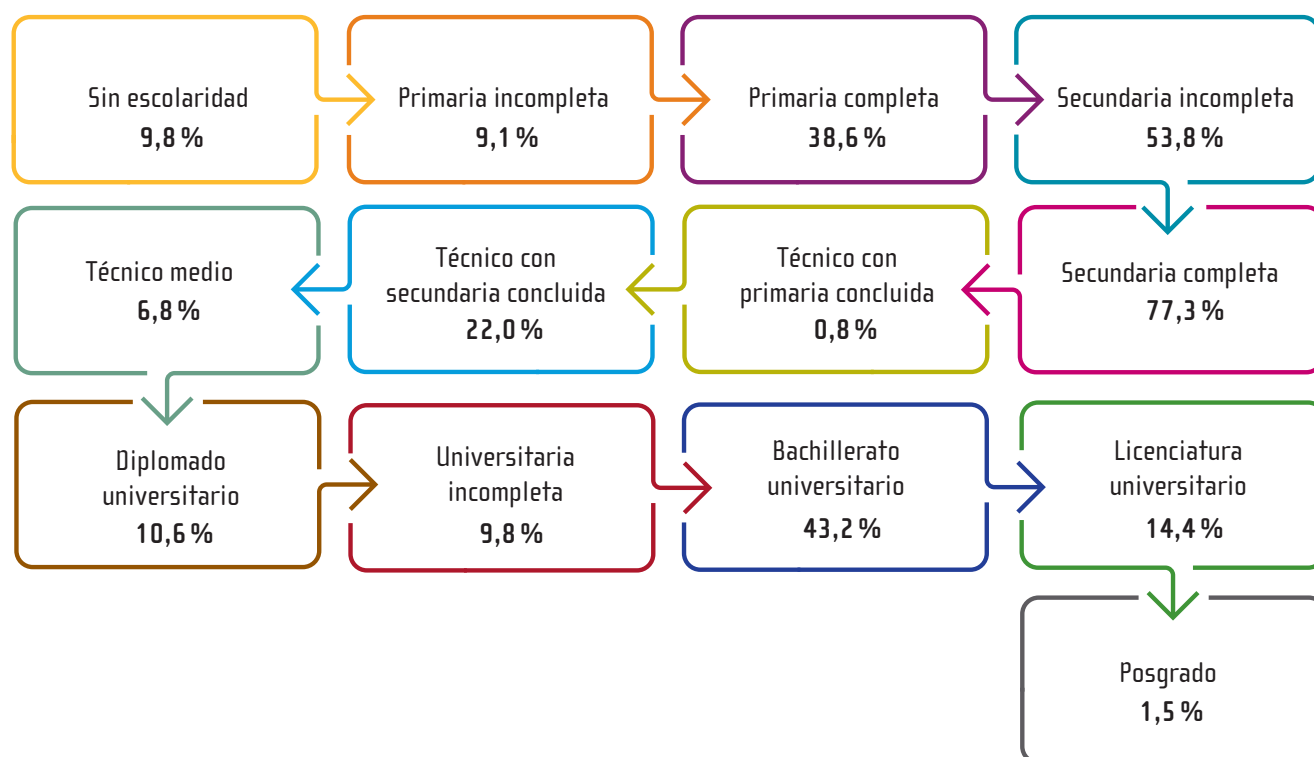 Sin escolaridad
9,8 %
Primaria incompleta
9,1 %
Primaria completa
38,6 %
Secundaria incompleta
53,8 %
Secundaria completa
77,3 %
Técnico con
primaria concluida
0,8 %
Técnico con
secundaria concluida
22,0 %
Técnico medio
6,8 %
Diplomado
universitario
10,6 %
Universitaria
incompleta
9,8 %
Bachillerato
universitario
43,2 %
Licenciatura
universitario
14,4 %
Posgrado
1,5 %